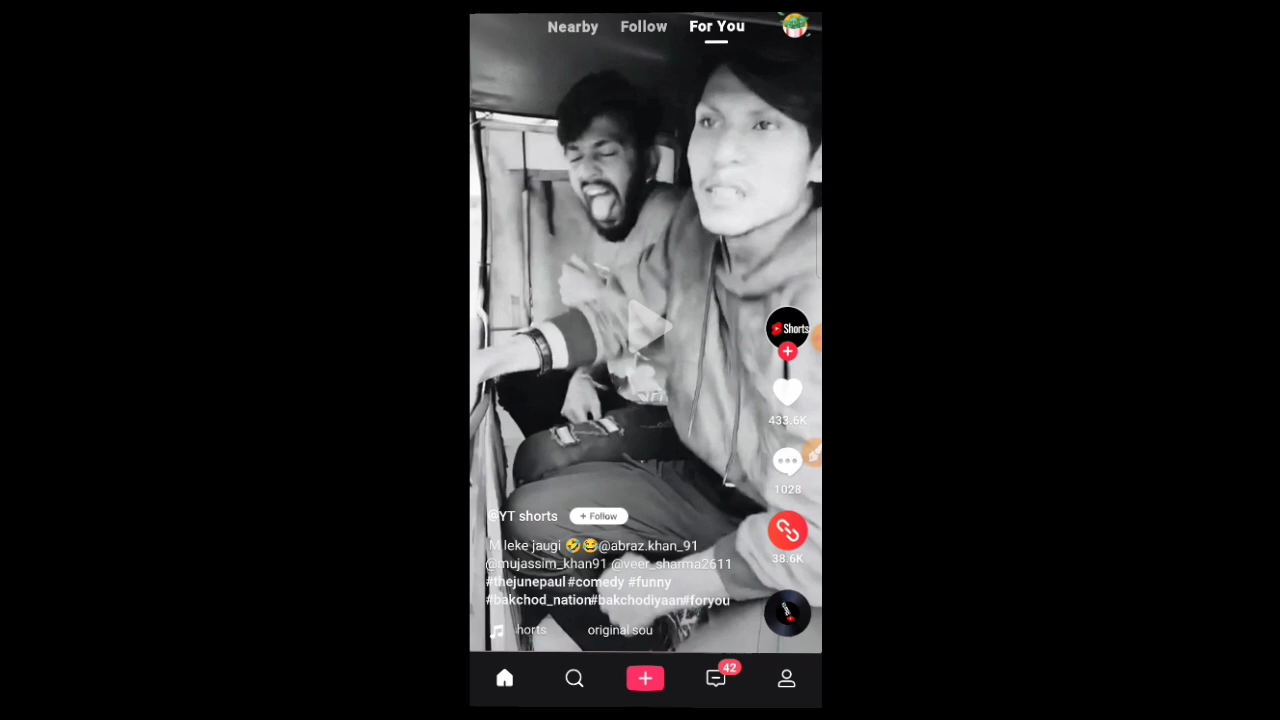 Nearby Follow For You
Shorts
433.6K
1028
38.6K
@YT shorts + Follow
M leke jaugi 🤣😂@abraz.khan_91
@mujassim_khan91 @veer_sharma2611
#thejunepaul #comedy #funny
#bakchod_nation#bakchodiyaan#foryou
horts original sou
42